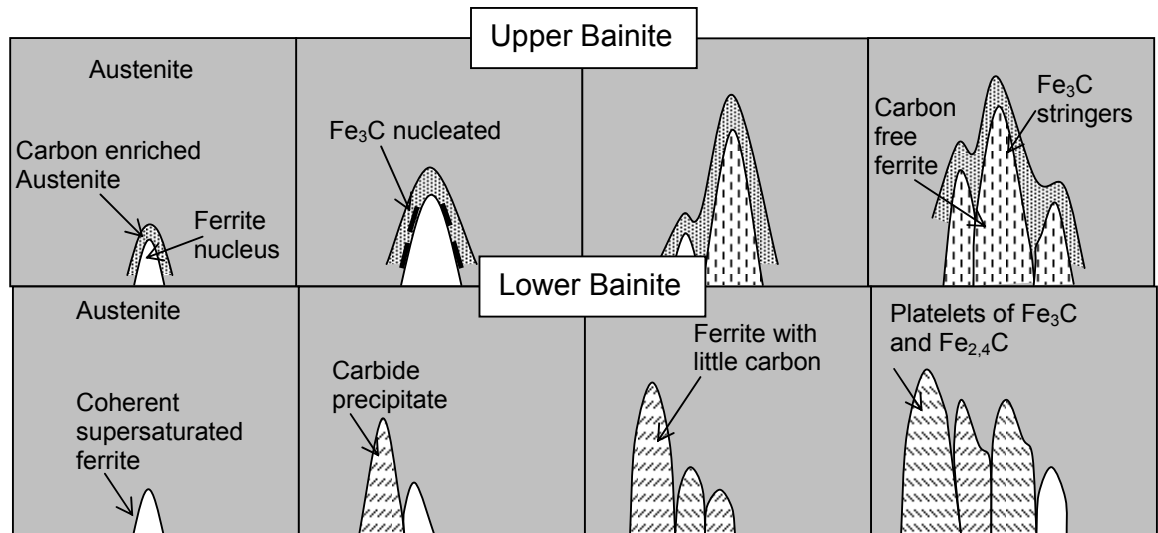 Upper Bainite
Austenite
Carbon enriched
Austenite
Ferrite
nucleus
Fe₃C nucleated
Carbon
free
ferrite
Fe₃C
stringers
Lower Bainite
Austenite
Coherent
supersaturated
ferrite
Carbide
precipitate
Ferrite with
little carbon
Platelets of Fe₃C
and Fe₂,₄C